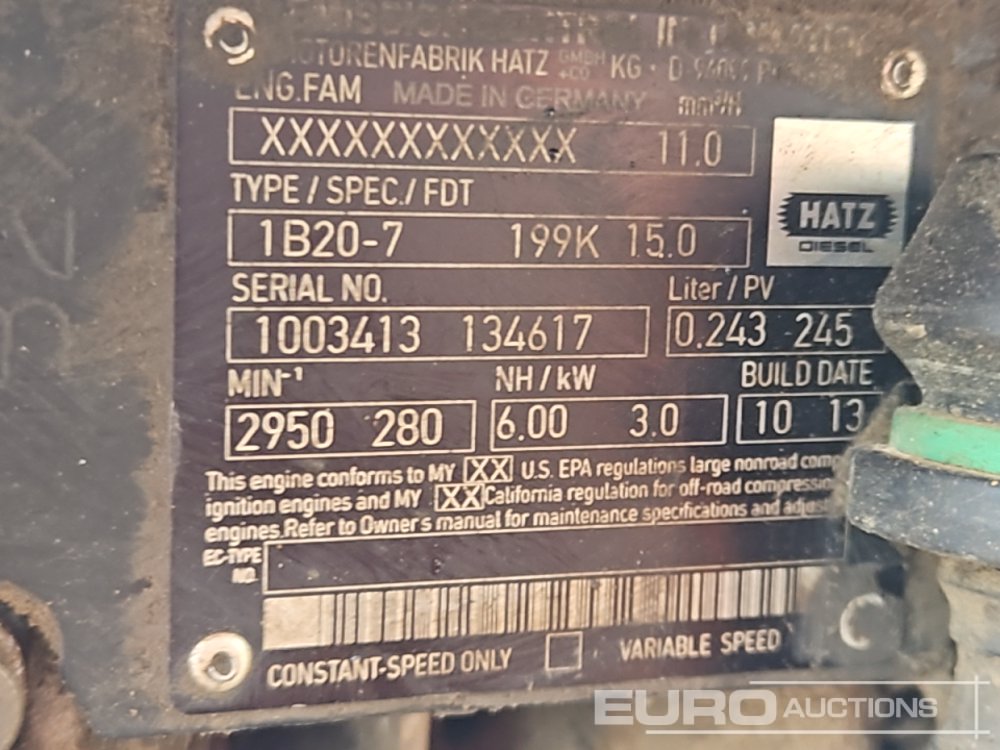 MOTORENFABRIK HATZ GMBH +CO KG · D
ENG.FAM MADE IN GERMANY
XXXXXXXXXXXX 11.0
TYPE / SPEC./ FDT
1B20-7 199K 15.0
HATZ
DIESEL
SERIAL NO. Liter / PV
1003413 134617 0.243 245
MIN⁻¹ NH / kW BUILD DATE
2950 280 6.00 3.0 10 13
This engine conforms to MY XX U.S. EPA regulations large nonroad
ignition engines and MY XX California regulation for off-road
engines. Refer to Owner's manual for maintenance specifications and
EC-TYPE
NO.
CONSTANT-SPEED ONLY VARIABLE SPEED
EURO AUCTIONS
www.euroauctions.com